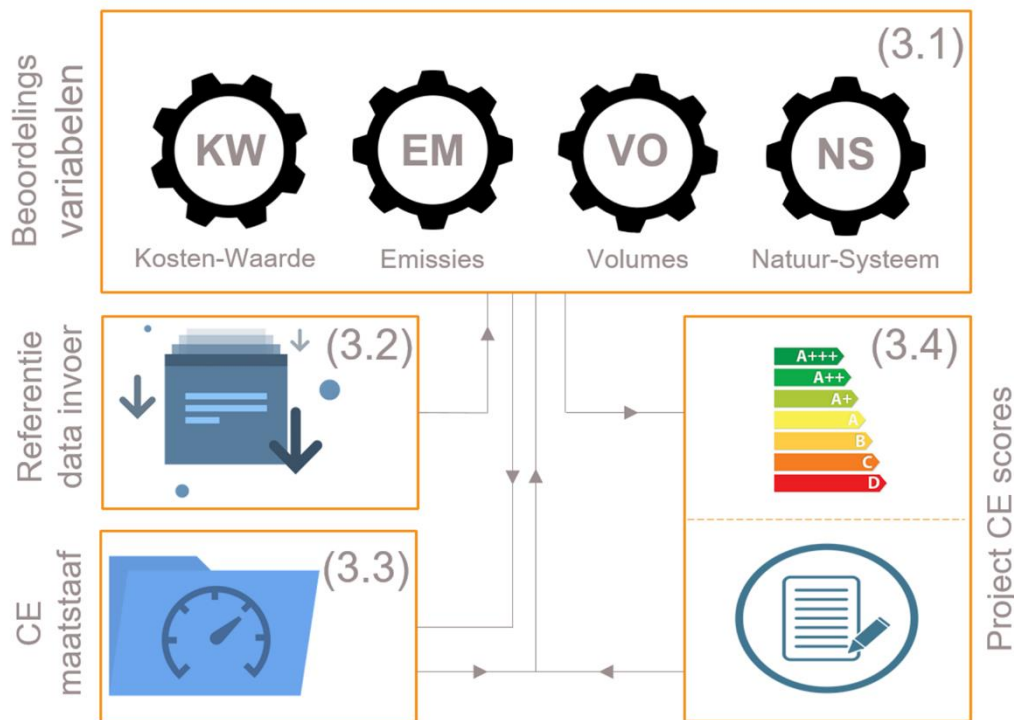 Beoordelings
variabelen
(3.1)
KW
EM
VO
NS
Kosten-Waarde
Emissies
Volumes
Natuur-Systeem
Referentie
data invoer
(3.2)
(3.4)
A+++
A++
A+
A
B
C
D
CE
maatstaaf
(3.3)
Project CE scores